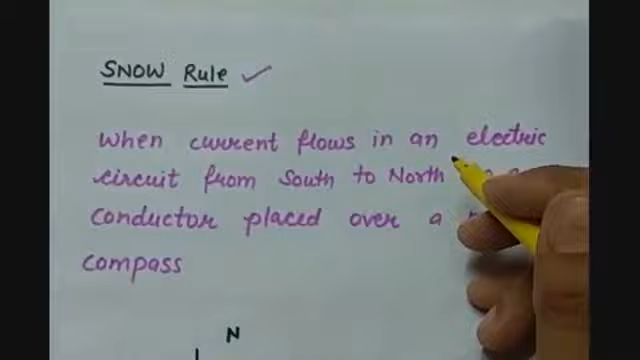 SNOW Rule
When current flows in an electric
circuit from South to North
conductor placed over a
compass
N